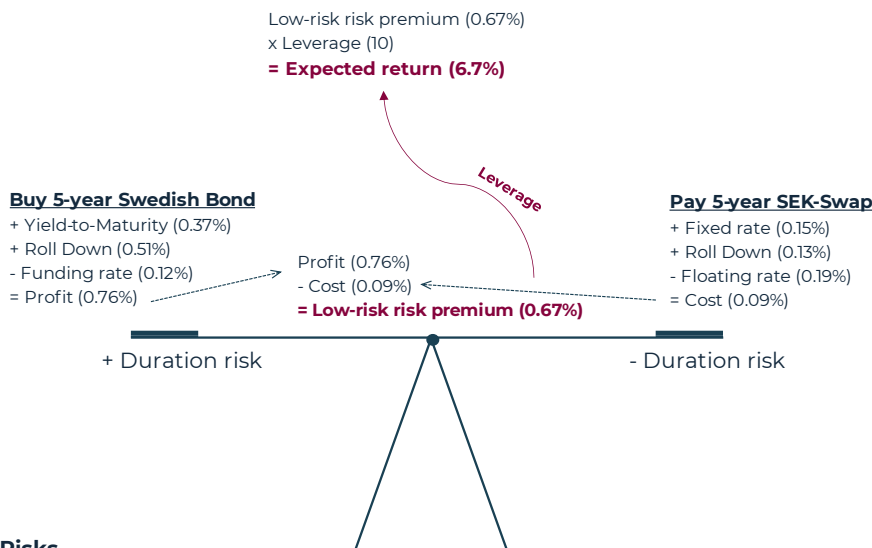 Low-risk risk premium (0.67%)
x Leverage (10)
= Expected return (6.7%)
Leverage
Buy 5-year Swedish Bond
+ Yield-to-Maturity (0.37%)
+ Roll Down (0.51%)
- Funding rate (0.12%)
= Profit (0.76%)
Profit (0.76%)
- Cost (0.09%)
= Low-risk risk premium (0.67%)
Pay 5-year SEK-Swap
+ Fixed rate (0.15%)
+ Roll Down (0.13%)
- Floating rate (0.19%)
= Cost (0.09%)
+ Duration risk
- Duration risk
Risks